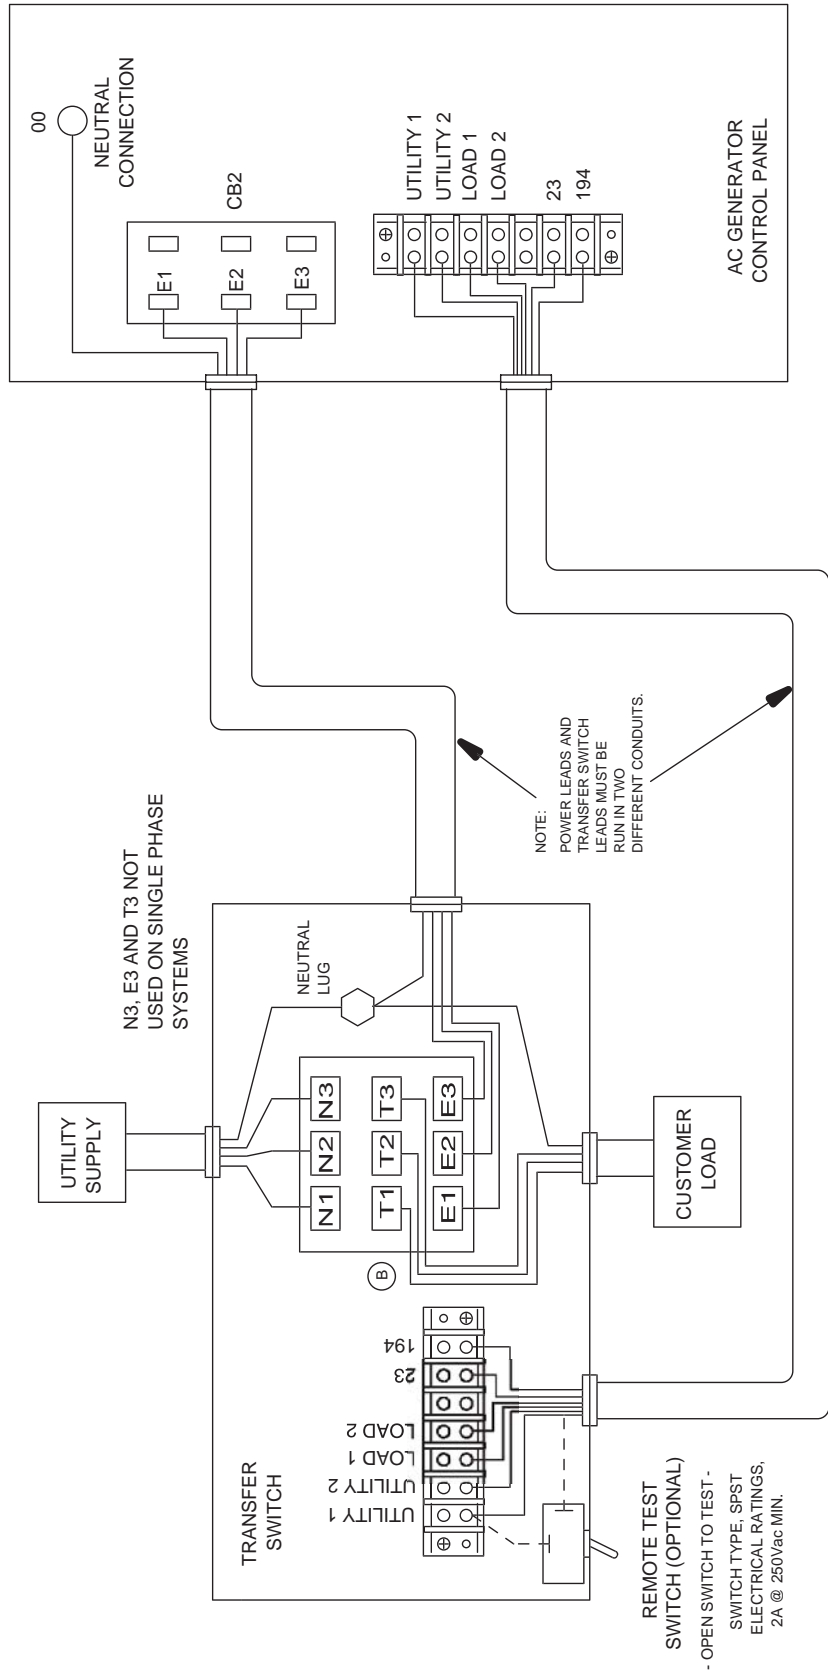 00
NEUTRAL
CONNECTION
CB2
E1
E2
E3
UTILITY 1
UTILITY 2
LOAD 1
LOAD 2
23
194
AC GENERATOR
CONTROL PANEL
NOTE:
POWER LEADS AND
TRANSFER SWITCH
LEADS MUST BE
RUN IN TWO
DIFFERENT CONDUITS.
N3, E3 AND T3 NOT
USED ON SINGLE PHASE
SYSTEMS
UTILITY
SUPPLY
NEUTRAL
LUG
N1
N2
N3
T1
T2
T3
E1
E2
E3
B
CUSTOMER
LOAD
TRANSFER
SWITCH
UTILITY 1
UTILITY 2
LOAD 1
LOAD 2
23
194
REMOTE TEST
SWITCH (OPTIONAL)
- OPEN SWITCH TO TEST -
SWITCH TYPE, SPST
ELECTRICAL RATINGS,
2A @ 250Vac MIN.